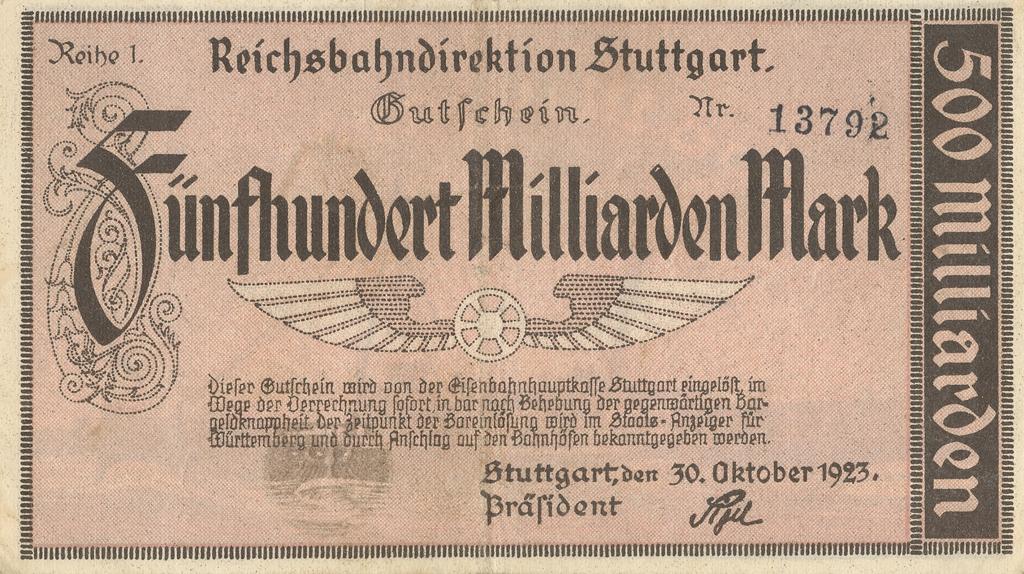 Reihe 1.
Reichsbahndirektion Stuttgart.
Gutschein.
Nr. 13792
Fünfhundert Milliarden Mark
Dieser Gutschein wird von der Eisenbahnhauptkasse Stuttgart eingelöst, im
Wege der Verrechnung sofort, in bar nach Behebung der gegenwärtigen Bar-
geldknappheit. Der Zeitpunkt der Bareinlösung wird im Staats-Anzeiger für
Württemberg und durch Anschlag auf den Bahnhöfen bekanntgegeben werden.
Stuttgart, den 30. Oktober 1923.
Präsident
500 Milliarden